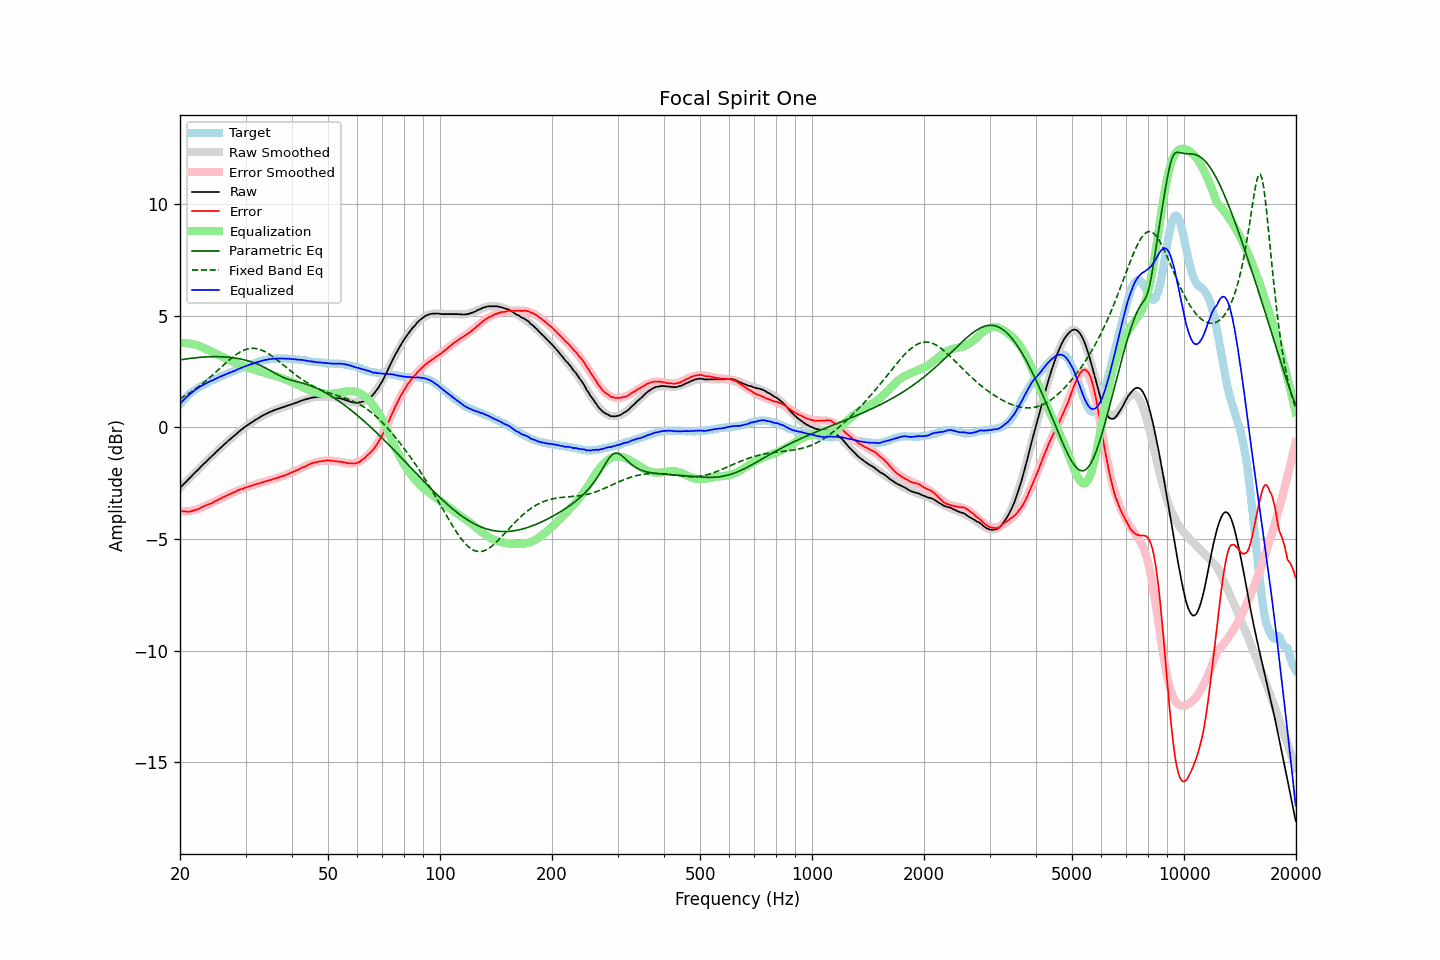 Focal Spirit One
Target
Raw Smoothed
Error Smoothed
Raw
Error
Equalization
Parametric Eq
Fixed Band Eq
Equalized
Amplitude (dBr)
10
5
0
−5
−10
−15
20
50
100
200
500
1000
2000
5000
10000
20000
Frequency (Hz)